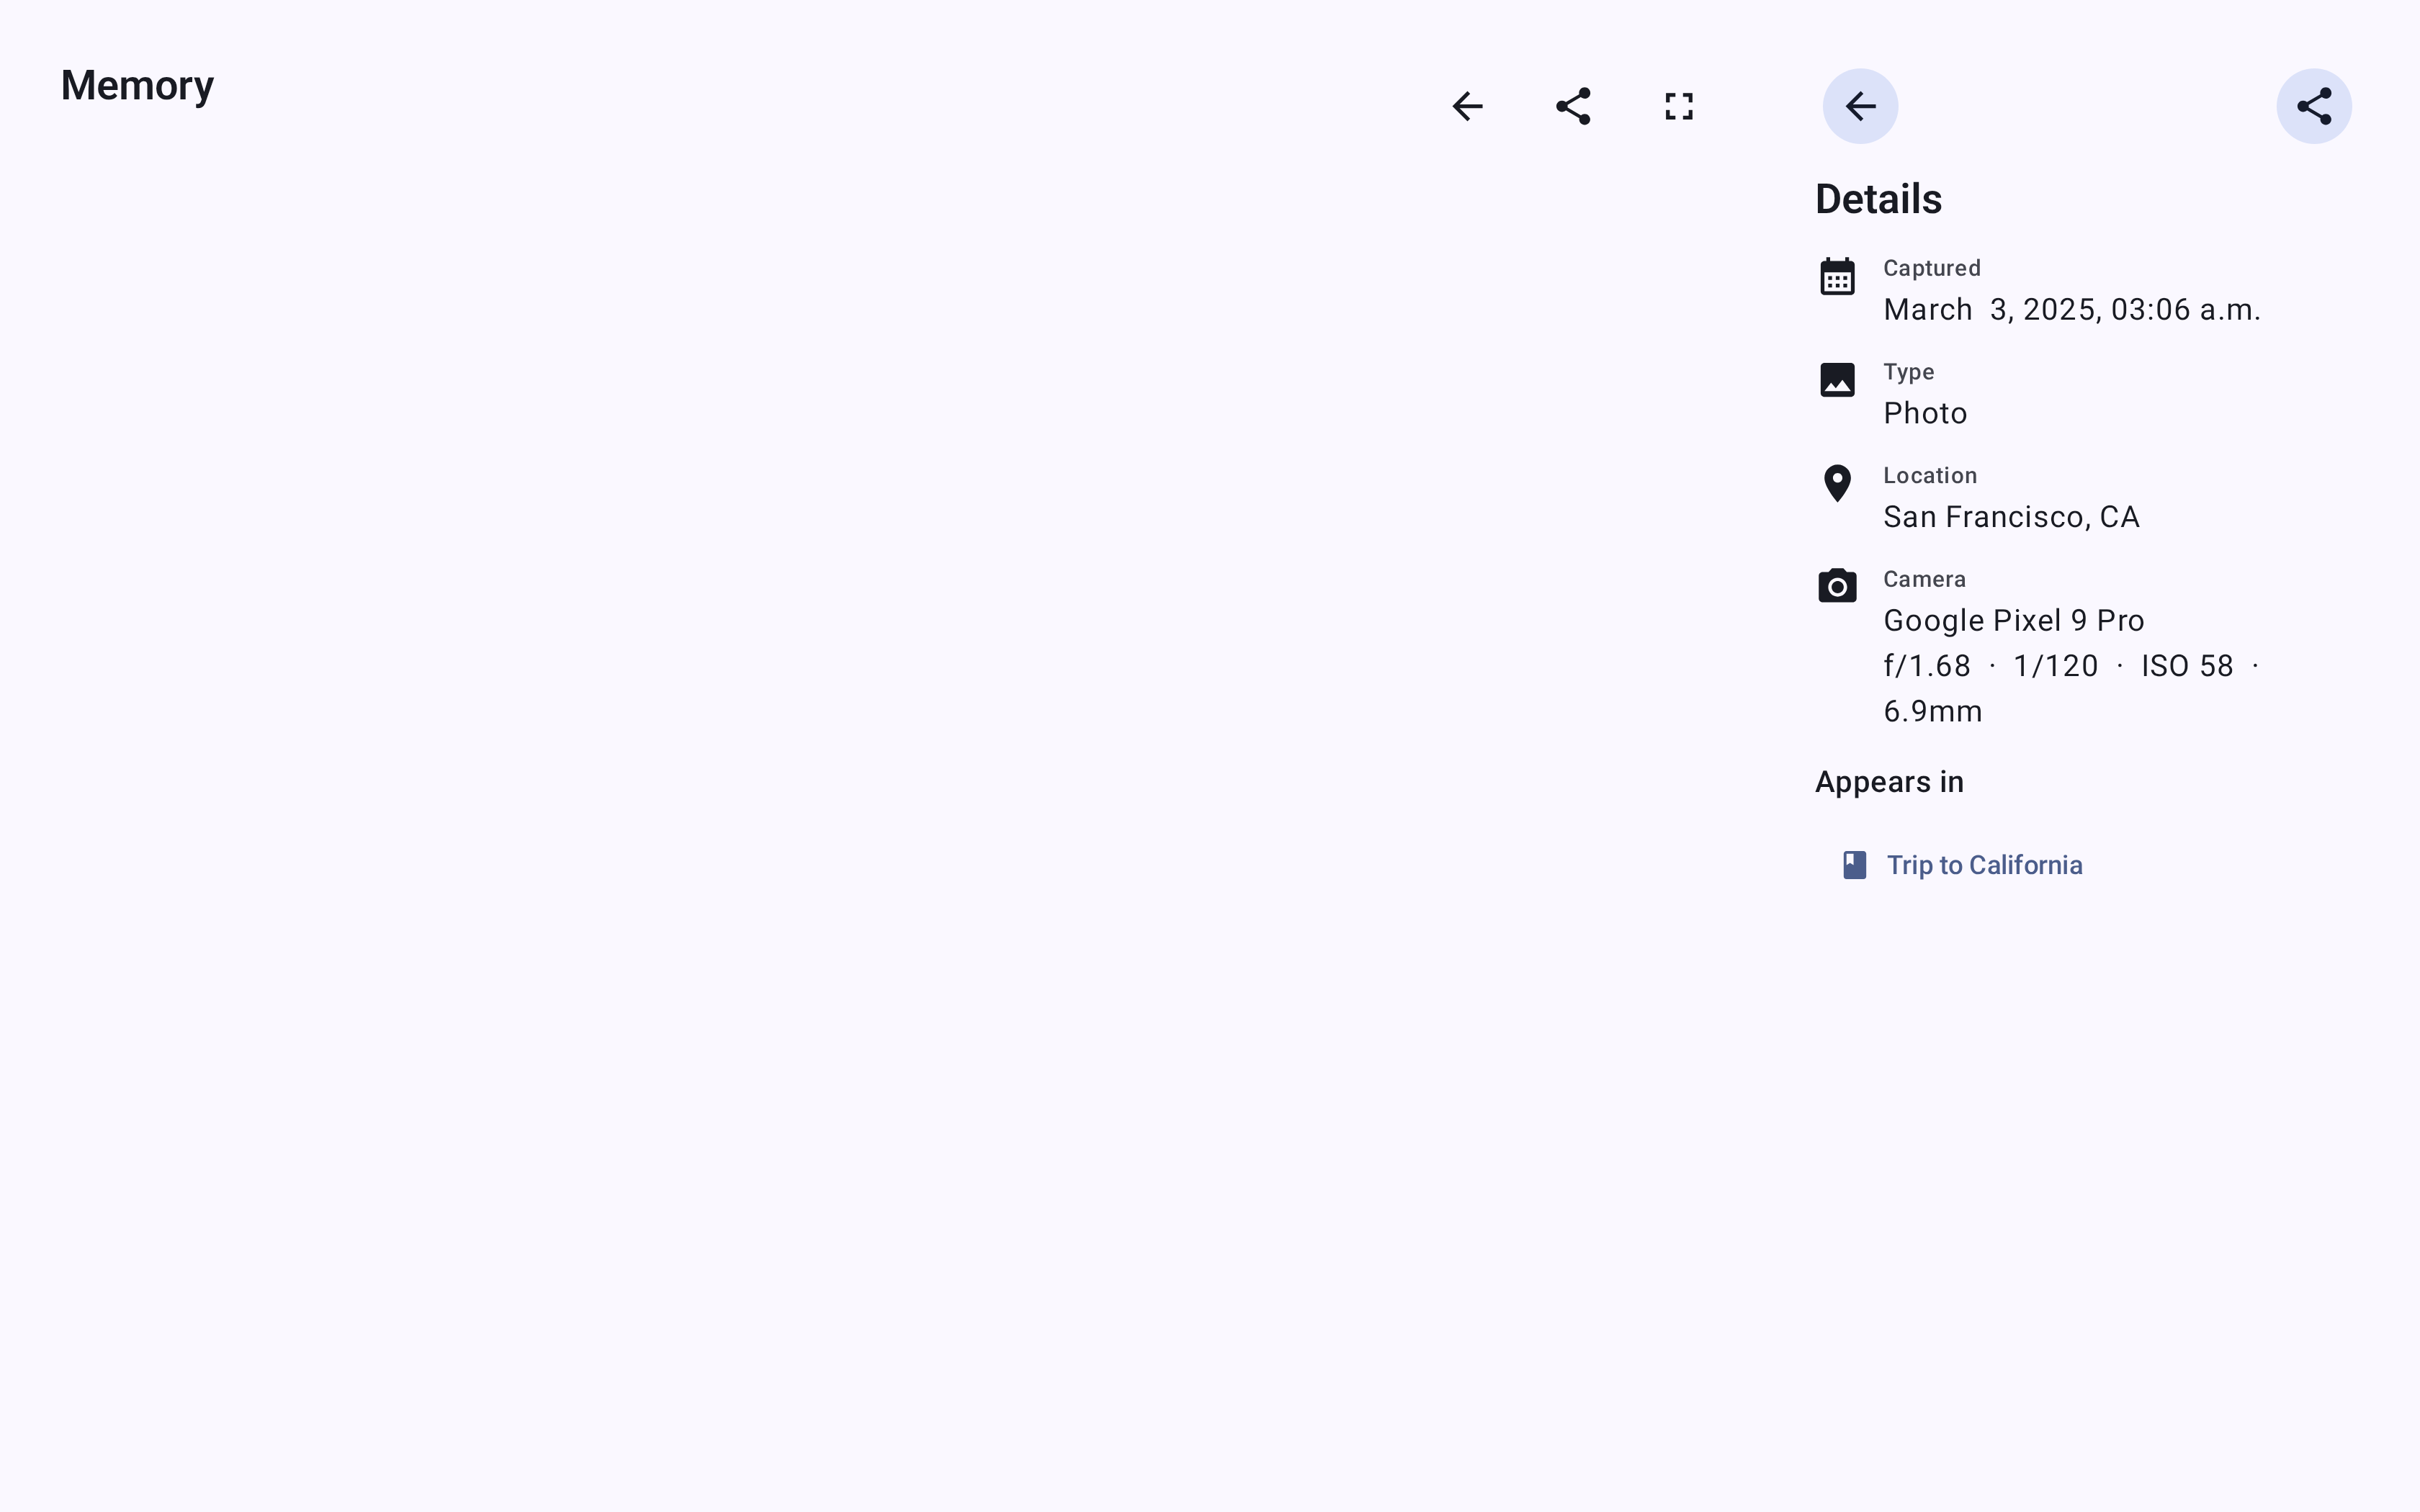 Memory
Details
Captured
March  3, 2025, 03:06 a.m.
Type
Photo
Location
San Francisco, CA
Camera
Google Pixel 9 Pro
f/1.68  ·  1/120  ·  ISO 58  ·
6.9mm
Appears in
Trip to California